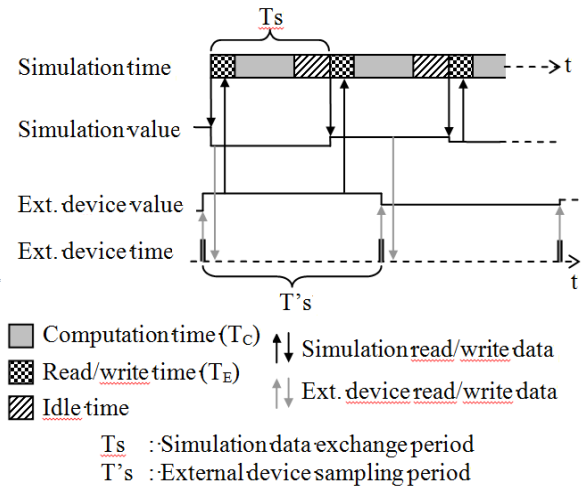 Ts
Simulation time
t
Simulation value
Ext. device value
Ext. device time
t
T's
Computation time (TC)
Read/write time (TE)
Idle time
Simulation read/write data
Ext. device read/write data
Ts : Simulation data exchange period
T's : External device sampling period